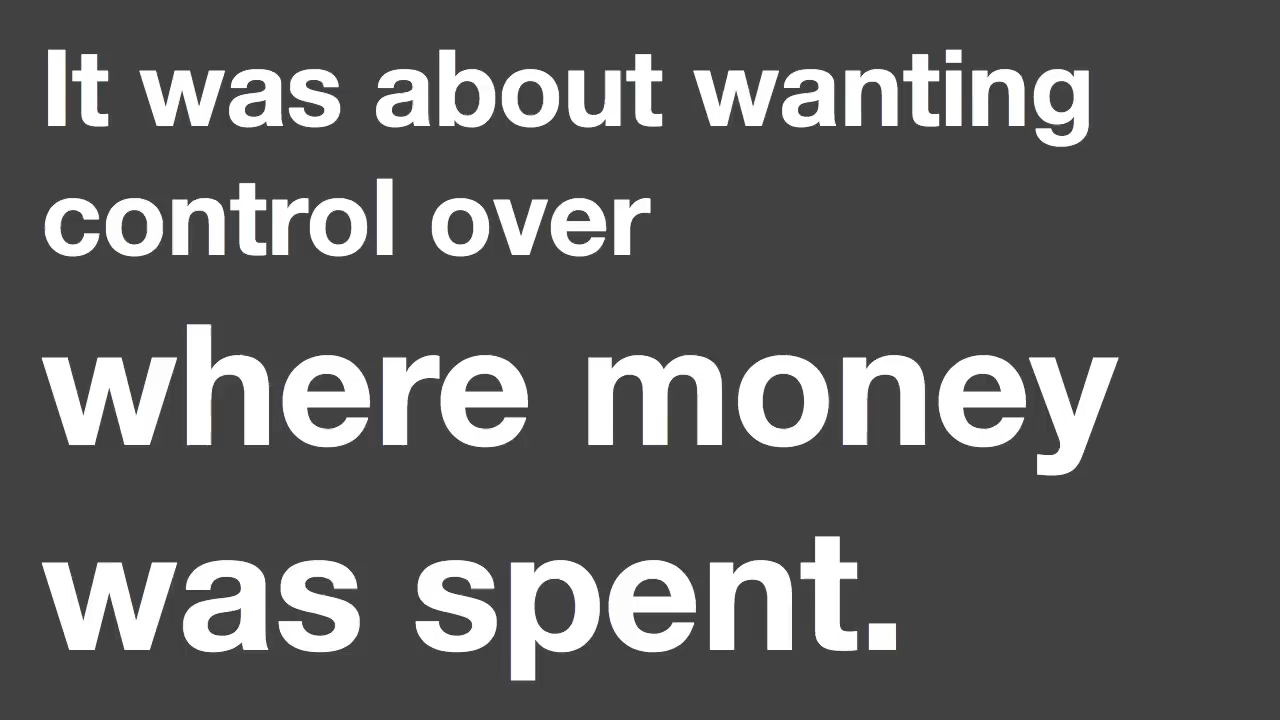 It was about wanting
control over
where money
was spent.